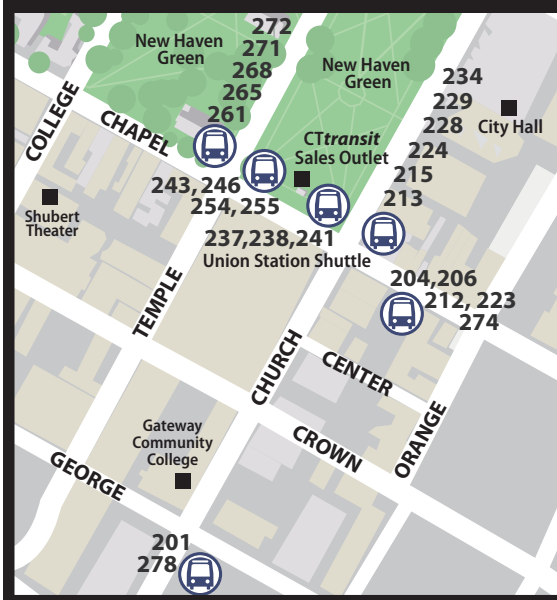 272
271
268
265
261
New Haven
Green
New Haven
Green
234
229
228
224
215
213
City Hall
COLLEGE
CHAPEL
CTtransit
Sales Outlet
243, 246
254, 255
Shubert
Theater
237,238,241
Union Station Shuttle
204,206
212, 223
274
TEMPLE
CHURCH
CENTER
ORANGE
CROWN
Gateway
Community
College
GEORGE
201
278